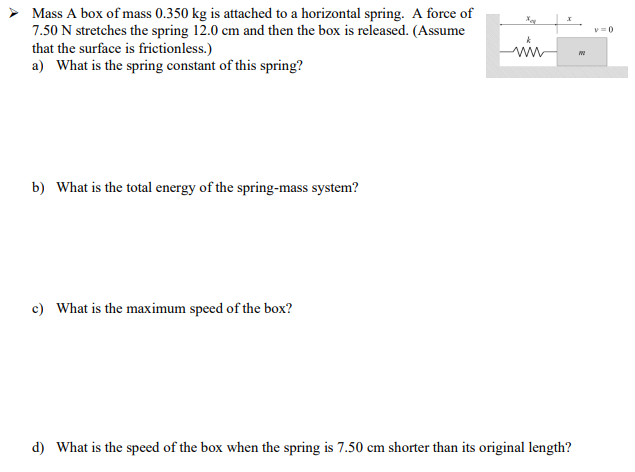 ➢ Mass A box of mass 0.350 kg is attached to a horizontal spring. A force of
7.50 N stretches the spring 12.0 cm and then the box is released. (Assume
that the surface is frictionless.)
x_eq x
v = 0
k
m
a) What is the spring constant of this spring?
b) What is the total energy of the spring-mass system?
c) What is the maximum speed of the box?
d) What is the speed of the box when the spring is 7.50 cm shorter than its original length?